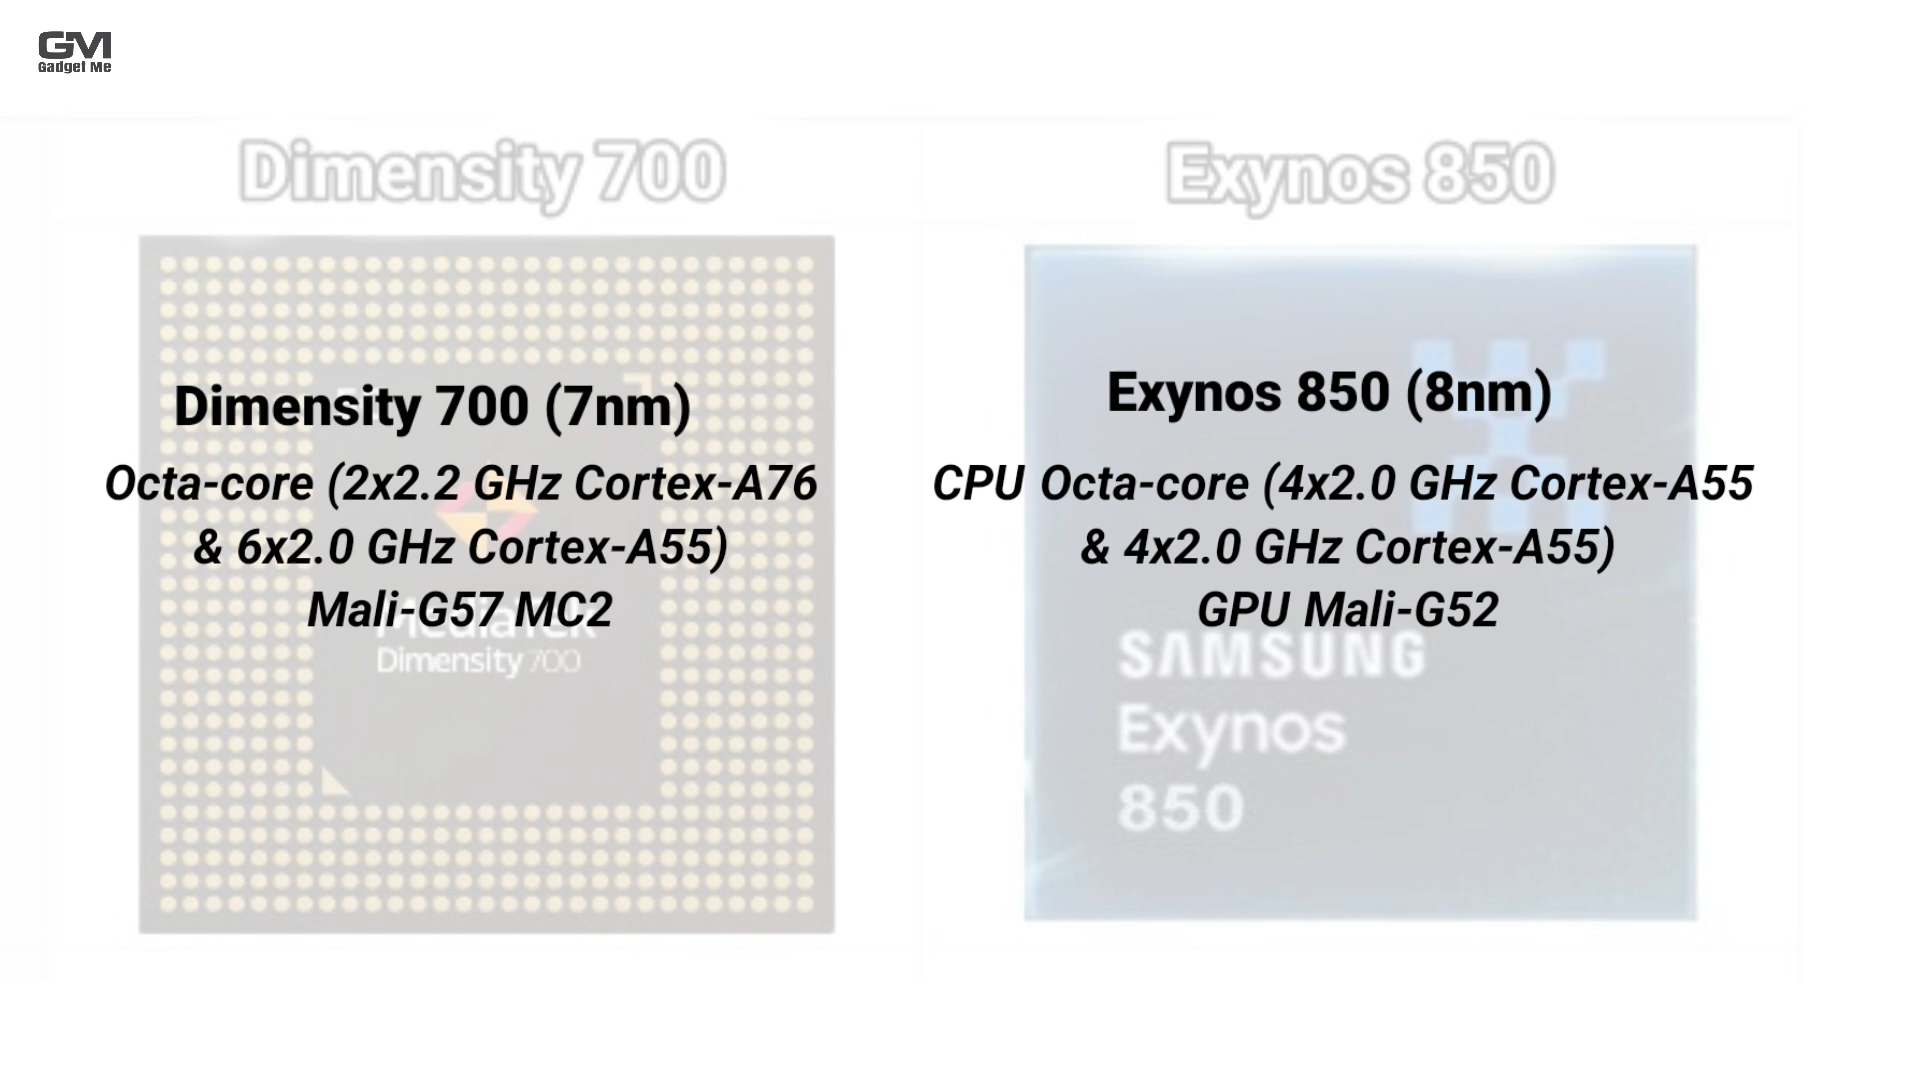 GM
Gadget Me
Dimensity 700
Exynos 850
Dimensity 700 (7nm)
Octa-core (2x2.2 GHz Cortex-A76
& 6x2.0 GHz Cortex-A55)
Mali-G57 MC2
MediaTek
Dimensity 700
Exynos 850 (8nm)
CPU Octa-core (4x2.0 GHz Cortex-A55
& 4x2.0 GHz Cortex-A55)
GPU Mali-G52
SAMSUNG
Exynos
850